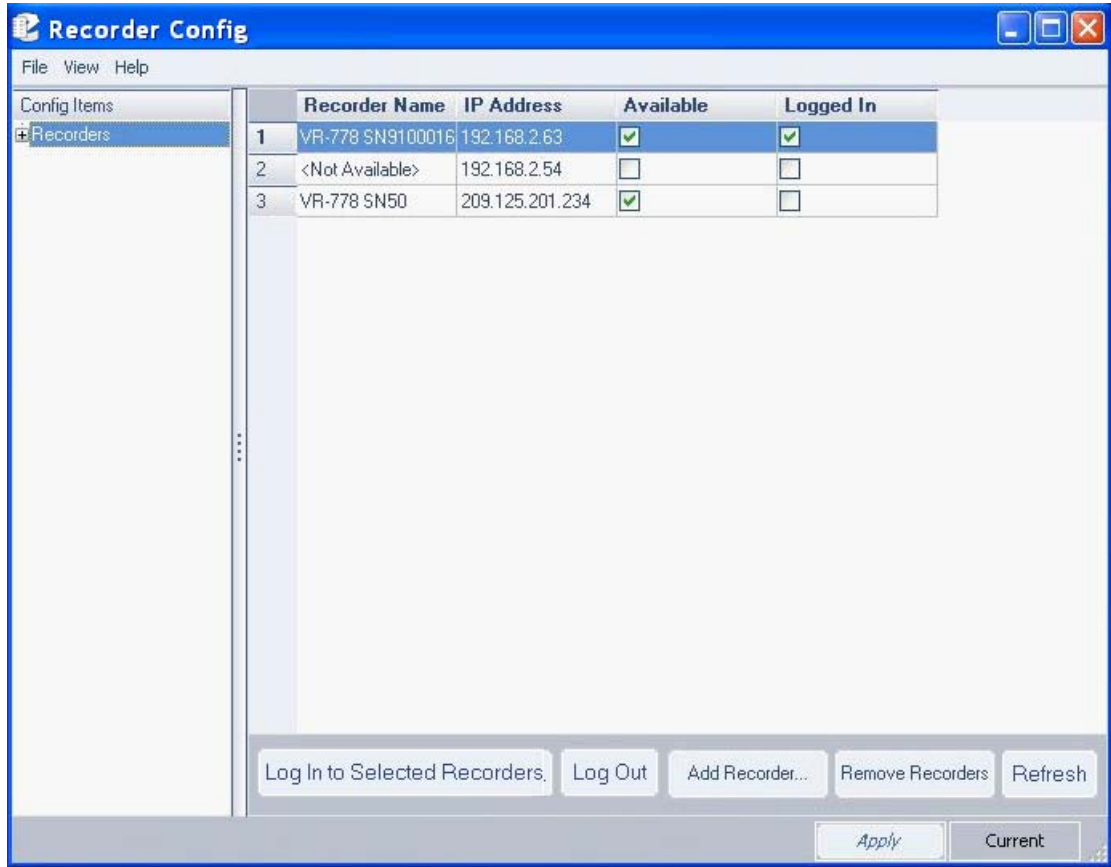 Recorder Config
File View Help
Config Items
Recorders
Recorder Name IP Address Available Logged In
1 VR-778 SN9100016 192.168.2.63
2 <Not Available> 192.168.2.54
3 VR-778 SN50 209.125.201.234
Log In to Selected Recorders. Log Out Add Recorder... Remove Recorders Refresh
Apply Current